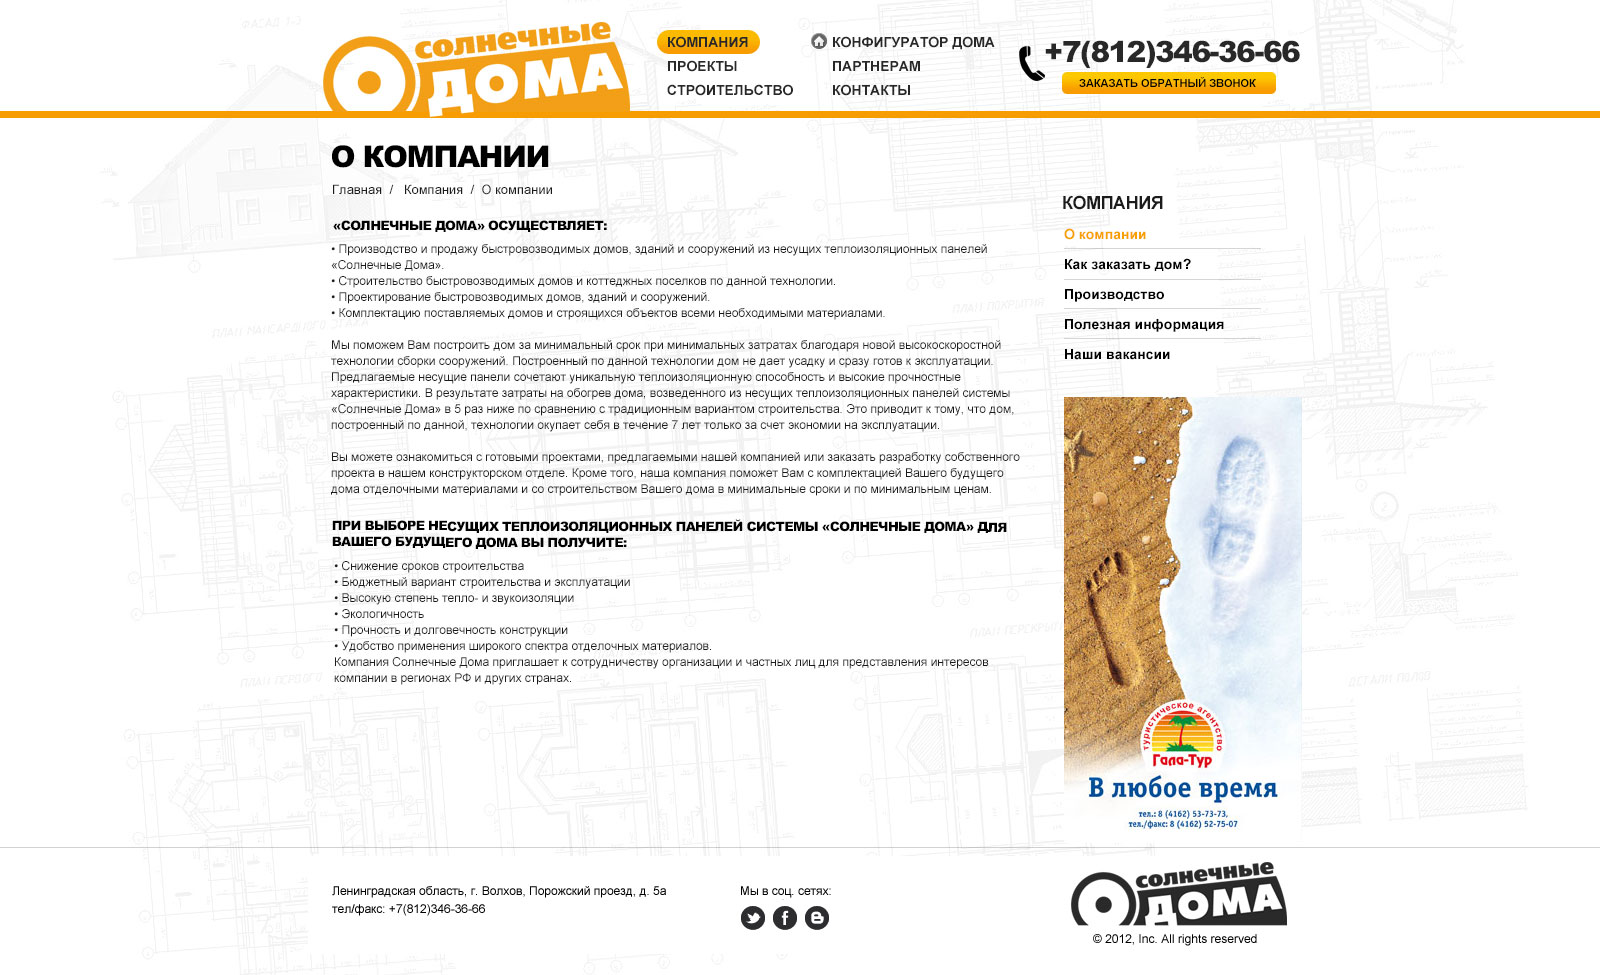 СОЛНЕЧНЫЕ
ДОМА
КОМПАНИЯ
ПРОЕКТЫ
СТРОИТЕЛЬСТВО
КОНФИГУРАТОР ДОМА
ПАРТНЕРАМ
КОНТАКТЫ
+7(812)346-36-66
ЗАКАЗАТЬ ОБРАТНЫЙ ЗВОНОК
О КОМПАНИИ
Главная / Компания / О компании
«СОЛНЕЧНЫЕ ДОМА» ОСУЩЕСТВЛЯЕТ:
• Производство и продажу быстровозводимых домов, зданий и сооружений из несущих теплоизоляционных панелей
«Солнечные Дома».
• Строительство быстровозводимых домов и коттеджных поселков по данной технологии.
• Проектирование быстровозводимых домов, зданий и сооружений.
• Комплектацию поставляемых домов и строящихся объектов всеми необходимыми материалами.
Мы поможем Вам построить дом за минимальный срок при минимальных затратах благодаря новой высокоскоростной
технологии сборки сооружений. Построенный по данной технологии дом не дает усадку и сразу готов к эксплуатации.
Предлагаемые несущие панели сочетают уникальную теплоизоляционную способность и высокие прочностные
характеристики. В результате затраты на обогрев дома, возведенного из несущих теплоизоляционных панелей системы
«Солнечные Дома» в 5 раз ниже по сравнению с традиционным вариантом строительства. Это приводит к тому, что дом,
построенный по данной, технологии окупает себя в течение 7 лет только за счет экономии на эксплуатации.
Вы можете ознакомиться с готовыми проектами, предлагаемыми нашей компанией или заказать разработку собственного
проекта в нашем конструкторском отделе. Кроме того, наша компания поможет Вам с комплектацией Вашего будущего
дома отделочными материалами и со строительством Вашего дома в минимальные сроки и по минимальным ценам.
ПРИ ВЫБОРЕ НЕСУЩИХ ТЕПЛОИЗОЛЯЦИОННЫХ ПАНЕЛЕЙ СИСТЕМЫ «СОЛНЕЧНЫЕ ДОМА» ДЛЯ
ВАШЕГО БУДУЩЕГО ДОМА ВЫ ПОЛУЧИТЕ:
• Снижение сроков строительства
• Бюджетный вариант строительства и эксплуатации
• Высокую степень тепло- и звукоизоляции
• Экологичность
• Прочность и долговечность конструкции
• Удобство применения широкого спектра отделочных материалов.
Компания Солнечные Дома приглашает к сотрудничеству организации и частных лиц для представления интересов
компании в регионах РФ и других странах.
КОМПАНИЯ
О компании
Как заказать дом?
Производство
Полезная информация
Наши вакансии
туристическое агентство
Гала-Тур
В любое время
тел.: 8 (4162) 53-73-73,
тел./факс: 8 (4162) 52-75-07
ФАСАД 1-3
ПЛАН МАНСАРДНОГО ЭТАЖА
ПЛАН ПОКРЫТИЯ
ПЛАН ПЕРЕКРЫТИЯ
ПЛАН ПЕРВОГО
ДЕТАЛИ ПОЛОВ
Ленинградская область, г. Волхов, Порожский проезд, д. 5а
тел/факс: +7(812)346-36-66
Мы в соц. сетях:
СОЛНЕЧНЫЕ
ДОМА
© 2012, Inc. All rights reserved